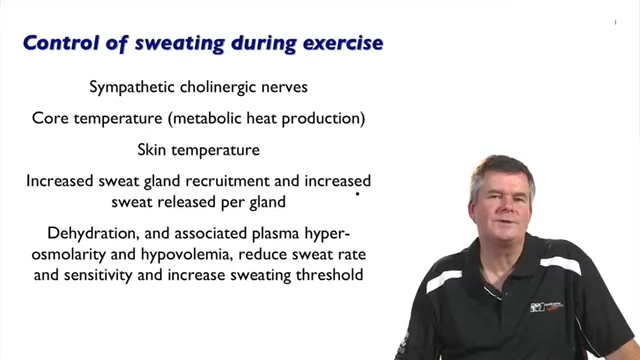 Control of sweating during exercise
Sympathetic cholinergic nerves
Core temperature (metabolic heat production)
Skin temperature
Increased sweat gland recruitment and increased
sweat released per gland
Dehydration, and associated plasma hyper-
osmolarity and hypovolemia, reduce sweat rate
and sensitivity and increase sweating threshold